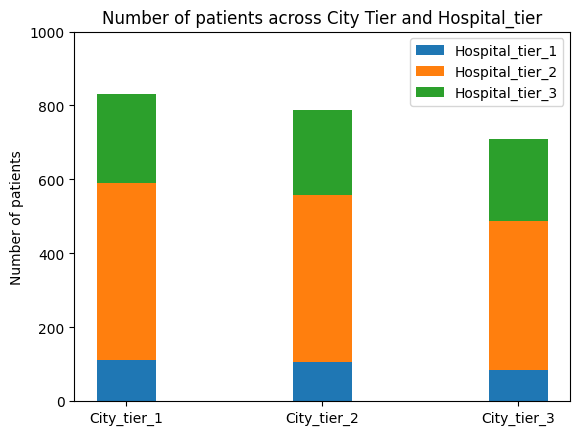 Number of patients across City Tier and Hospital_tier
Number of patients
1000
800
600
400
200
0
Hospital_tier_1
Hospital_tier_2
Hospital_tier_3
City_tier_1
City_tier_2
City_tier_3